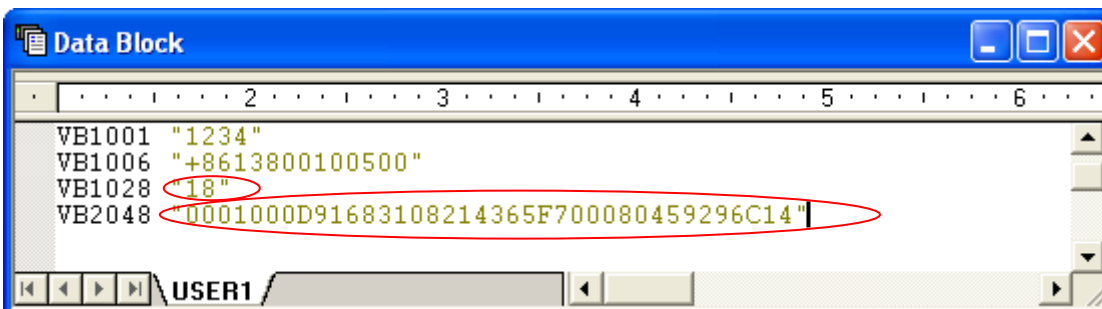 Data Block
2 3 4 5 6
VB1001 "1234"
VB1006 "+8613800100500"
VB1028 "18"
VB2048 "0001000D91683108214365F700080459296C14"
USER1